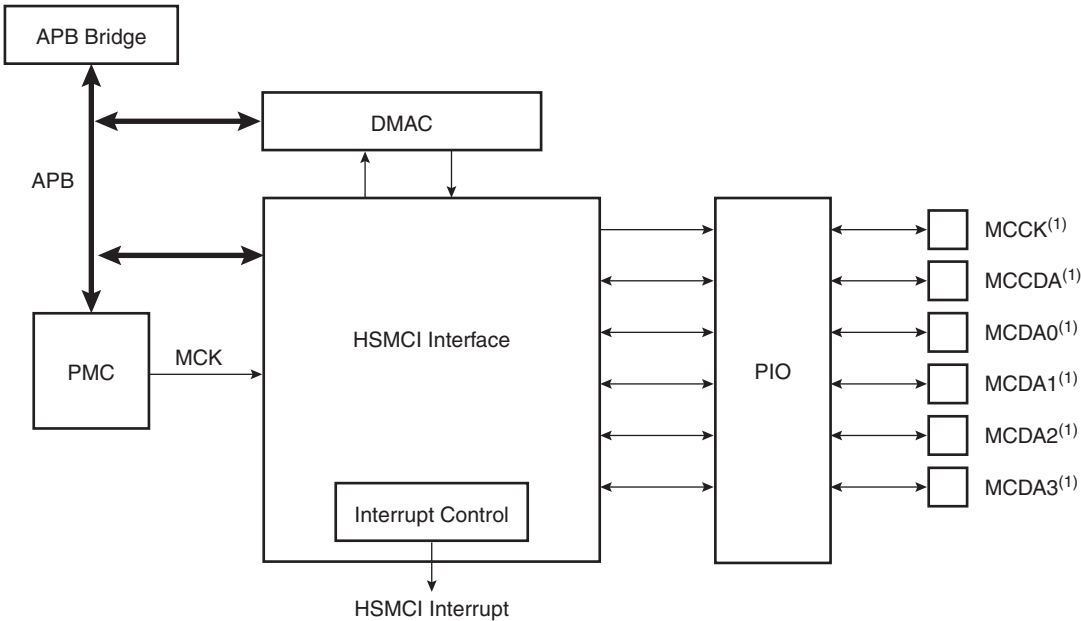 APB Bridge
DMAC
APB
MCCK(1)
MCCDA(1)
HSMCI Interface
MCDA0(1)
MCK
PMC
PIO
MCDA1(1)
MCDA2(1)
MCDA3(1)
Interrupt Control
HSMCI Interrupt